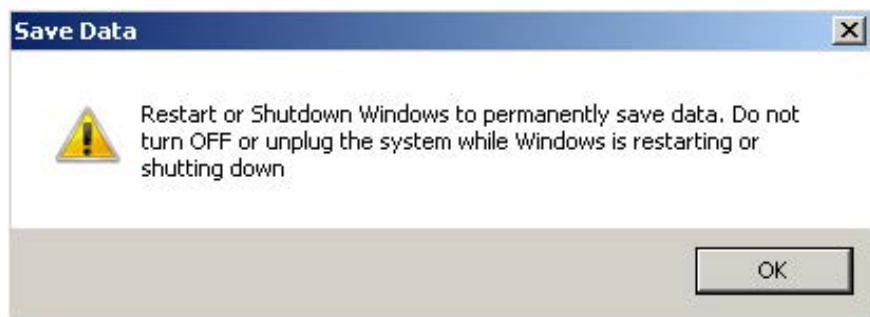 Save Data
Restart or Shutdown Windows to permanently save data. Do not
turn OFF or unplug the system while Windows is restarting or
shutting down
OK